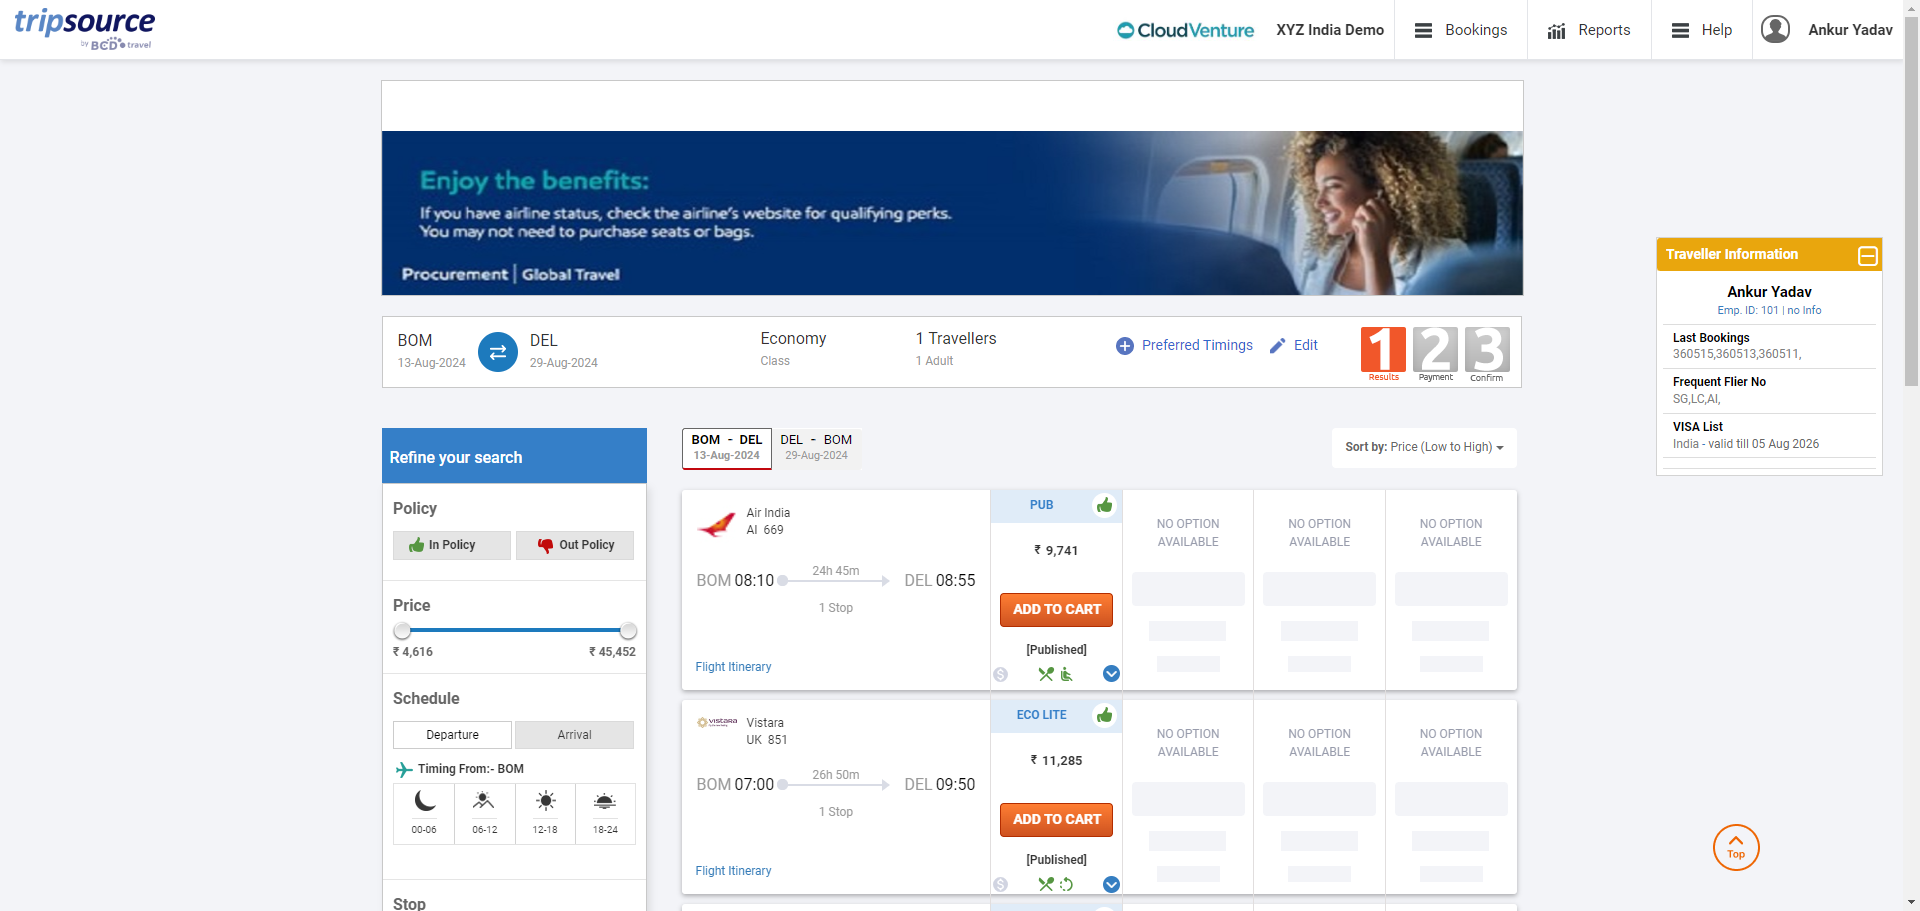 tripsource
by BCD travel
CloudVenture
XYZ India Demo
Bookings
Reports
Help
Ankur Yadav
Enjoy the benefits:
If you have airline status, check the airline's website for qualifying perks.
You may not need to purchase seats or bags.
Procurement | Global Travel
BOM
13-Aug-2024
DEL
29-Aug-2024
Economy
Class
1 Travellers
1 Adult
Preferred Timings
Edit
1
Results
2
Payment
3
Confirm
Traveller Information
Ankur Yadav
Emp. ID: 101 | no Info
Last Bookings
360515,360513,360511,
Frequent Flier No
SG,LC,AI,
VISA List
India - valid till 05 Aug 2026
Refine your search
Policy
In Policy
Out Policy
Price
₹ 4,616
₹ 45,452
Schedule
Departure
Arrival
Timing From:- BOM
00-06
06-12
12-18
18-24
Stop
BOM - DEL
13-Aug-2024
DEL - BOM
29-Aug-2024
Sort by: Price (Low to High)
Air India
AI 669
BOM 08:10
24h 45m
1 Stop
DEL 08:55
Flight Itinerary
PUB
₹ 9,741
ADD TO CART
[Published]
NO OPTION
AVAILABLE
NO OPTION
AVAILABLE
NO OPTION
AVAILABLE
VISTARA
Vistara
UK 851
BOM 07:00
26h 50m
1 Stop
DEL 09:50
Flight Itinerary
ECO LITE
₹ 11,285
ADD TO CART
[Published]
NO OPTION
AVAILABLE
NO OPTION
AVAILABLE
NO OPTION
AVAILABLE
Top